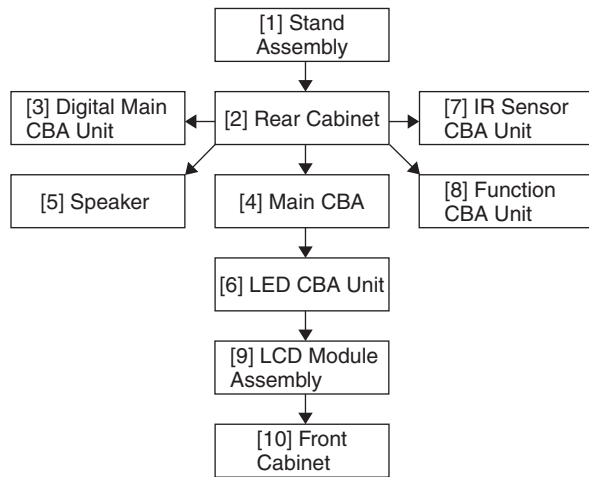 [1] Stand
Assembly
[3] Digital Main
CBA Unit
[2] Rear Cabinet
[7] IR Sensor
CBA Unit
[5] Speaker
[4] Main CBA
[8] Function
CBA Unit
[6] LED CBA Unit
[9] LCD Module
Assembly
[10] Front
Cabinet